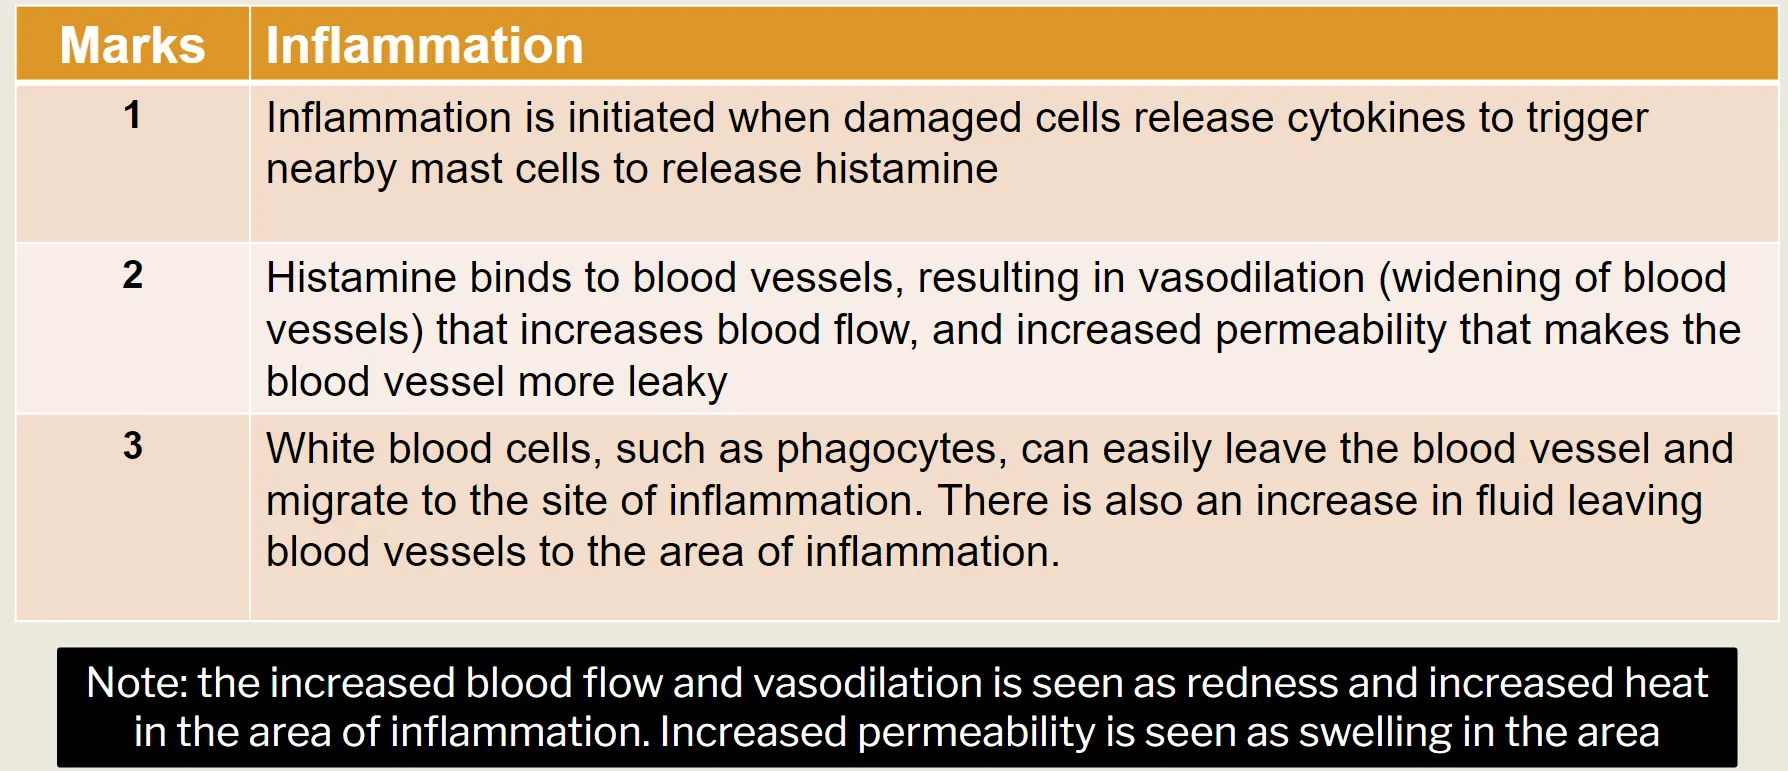 Marks
Inflammation
1
Inflammation is initiated when damaged cells release cytokines to trigger
nearby mast cells to release histamine
2
Histamine binds to blood vessels, resulting in vasodilation (widening of blood
vessels) that increases blood flow, and increased permeability that makes the
blood vessel more leaky
3
White blood cells, such as phagocytes, can easily leave the blood vessel and
migrate to the site of inflammation. There is also an increase in fluid leaving
blood vessels to the area of inflammation.
Note: the increased blood flow and vasodilation is seen as redness and increased heat
in the area of inflammation. Increased permeability is seen as swelling in the area